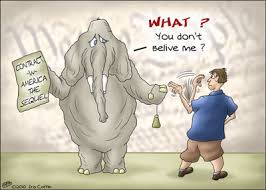 WHAT ?
You don't
Belive me ?
CONTRACT
-W-
AMERICA
THE
SEQUEL